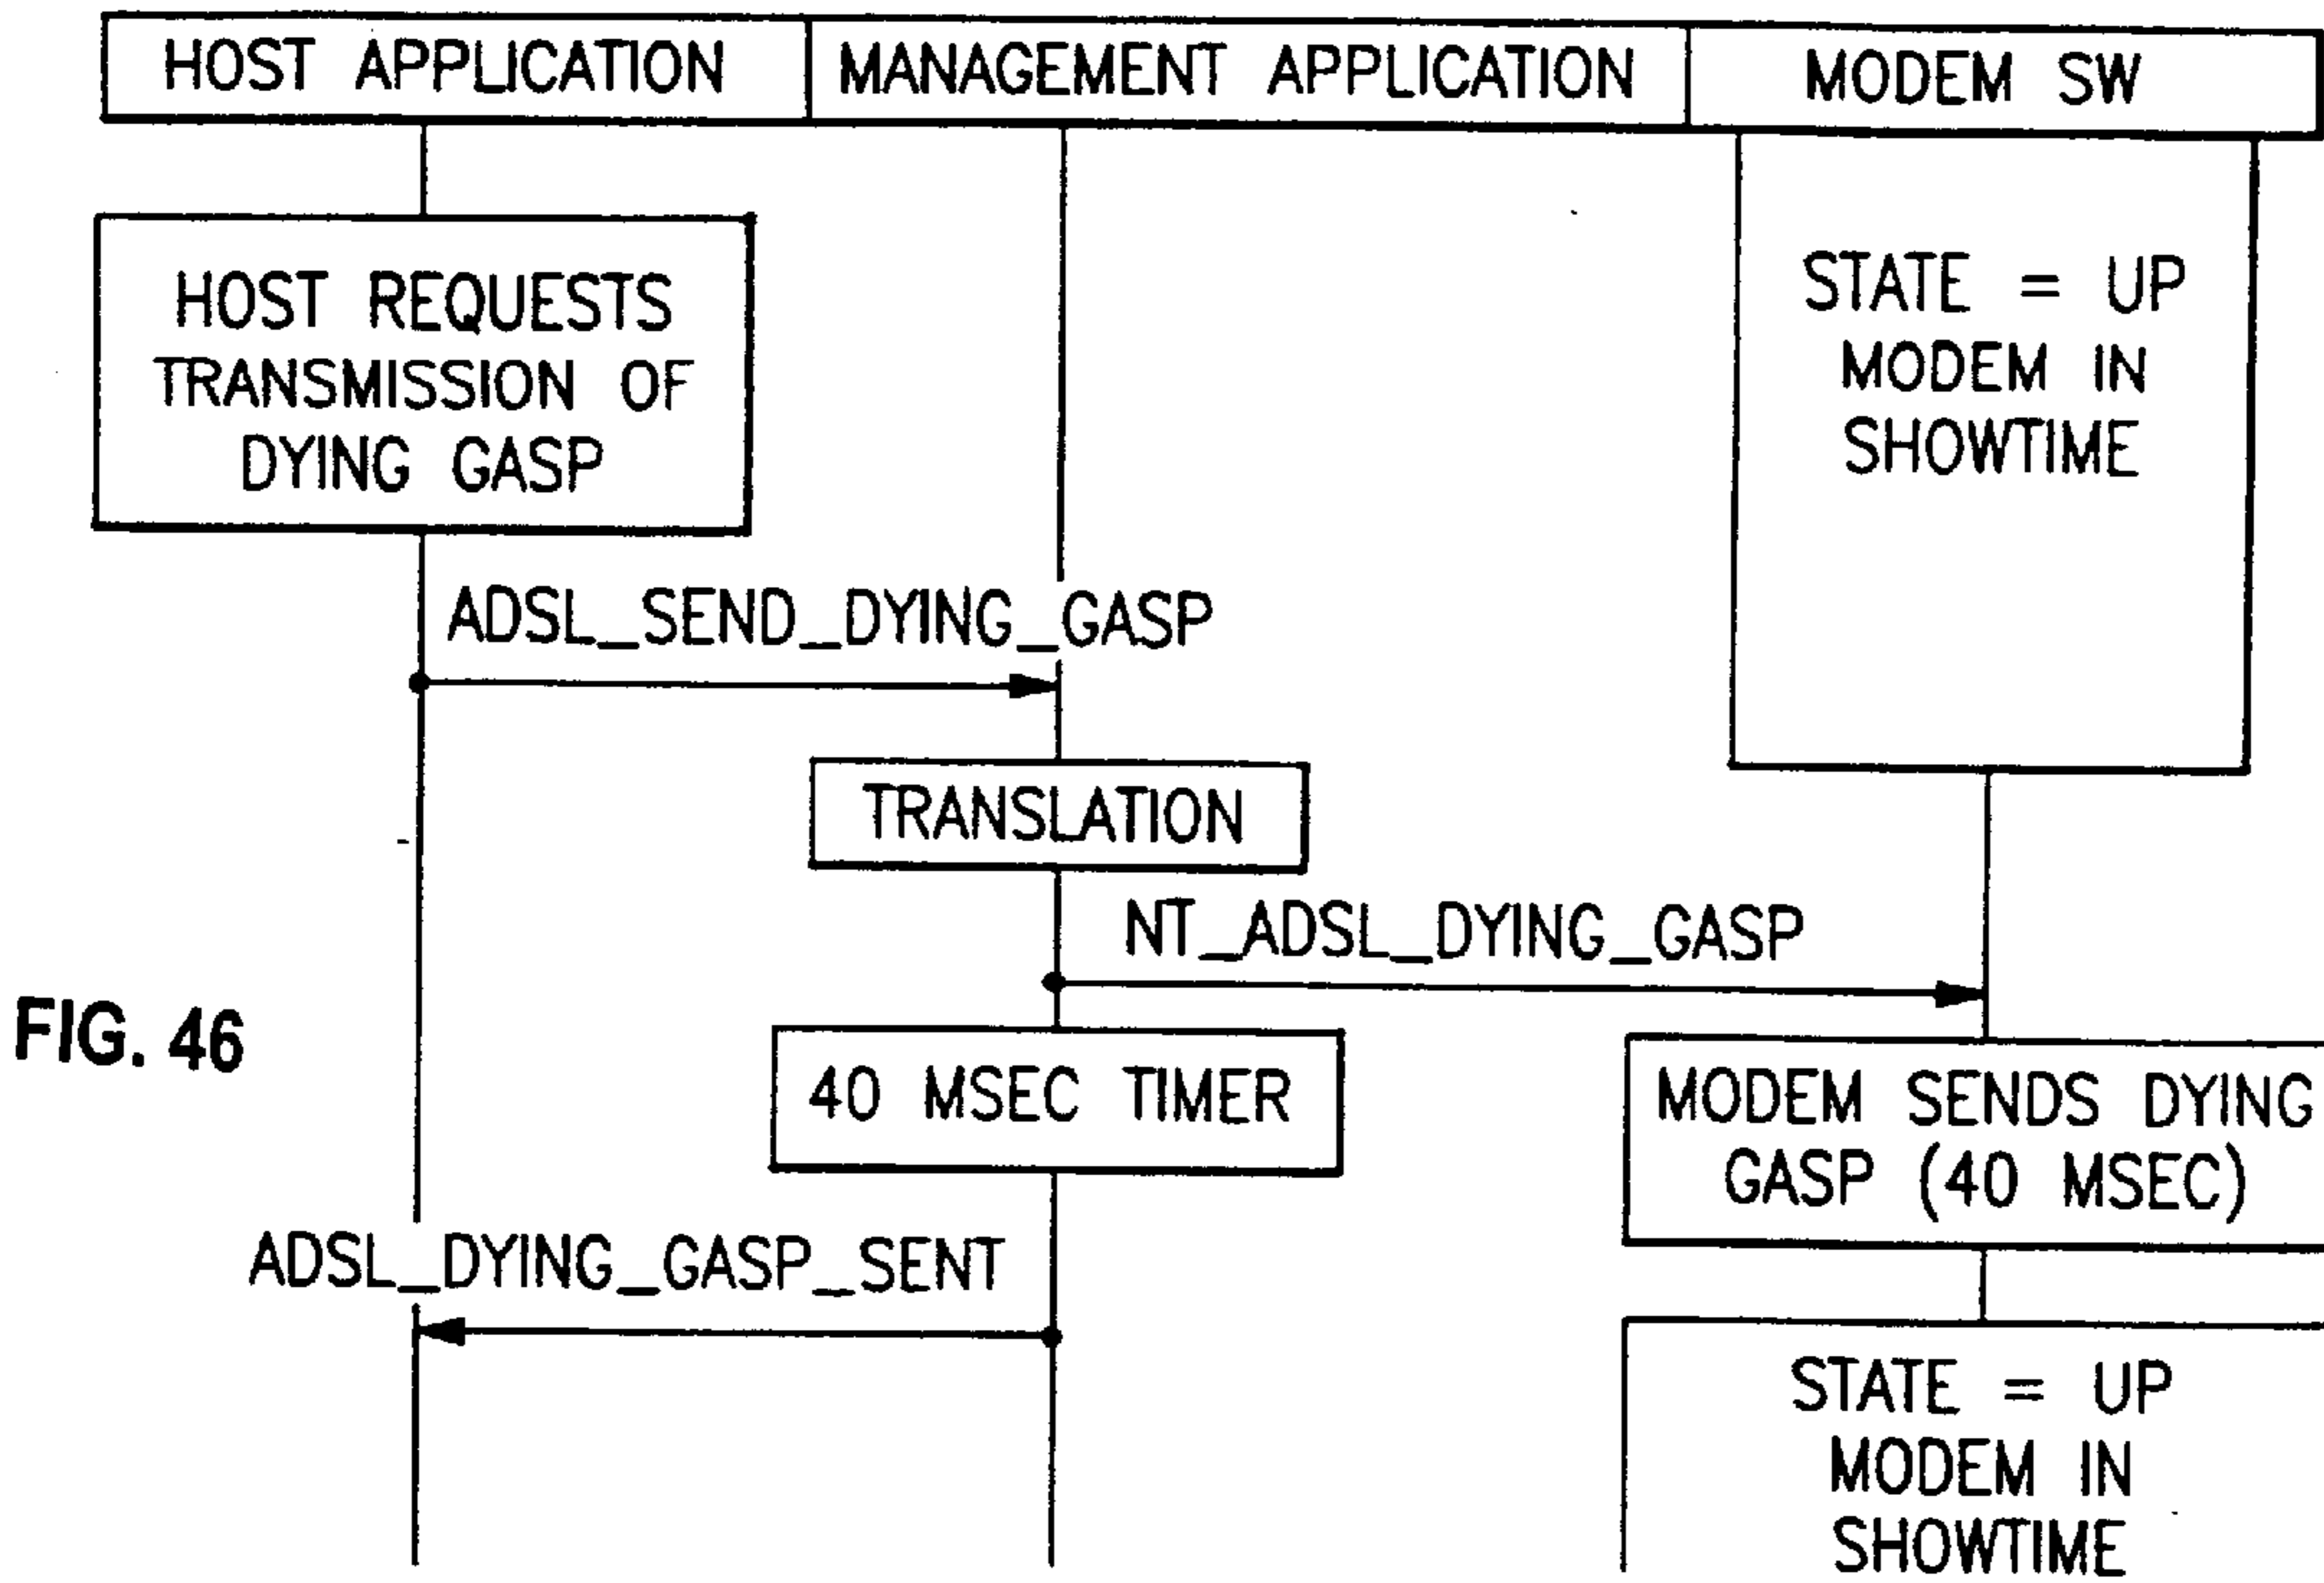 HOST APPLICATION
MANAGEMENT APPLICATION
MODEM SW
HOST REQUESTS
TRANSMISSION OF
DYING GASP
STATE = UP
MODEM IN
SHOWTIME
ADSL_SEND_DYING_GASP
TRANSLATION
NT_ADSL_DYING_GASP
FIG. 46
40 MSEC TIMER
MODEM SENDS DYING
GASP (40 MSEC)
ADSL_DYING_GASP_SENT
STATE = UP
MODEM IN
SHOWTIME